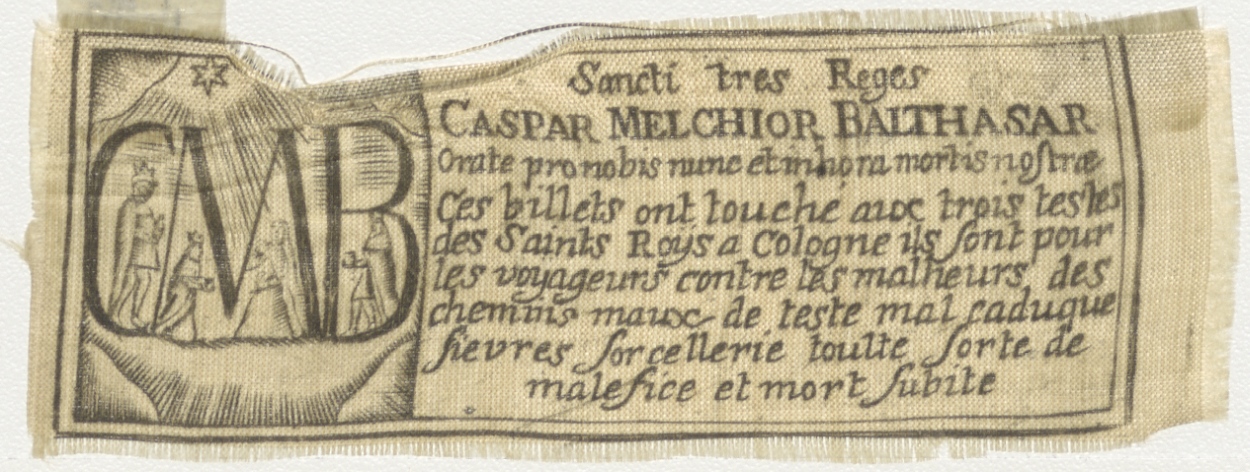 CMB
Sancti tres Reges
CASPAR MELCHIOR BALTHASAR
Orate pro nobis nunc et in hora mortis noſtræ
Ces billets ont touché aux trois testes
des Saints Roys a Cologne ils ſont pour
les voyageurs contre les malheurs des
chemins maux de teste mal caduque
fievres ſorcellerie toutte ſorte de
malefice et mort ſubite